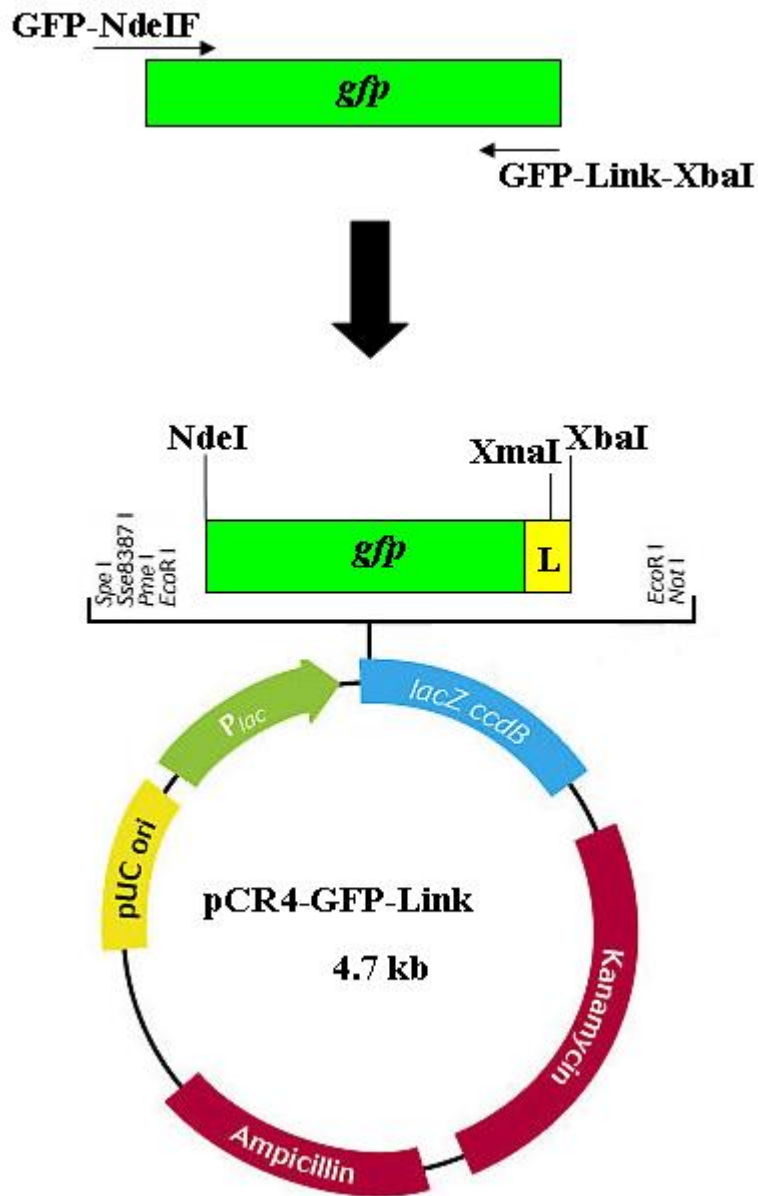 GFP-NdeIF
gfp
GFP-Link-XbaI
NdeI
XmaI
XbaI
gfp
L
Spe I
Sse8387 I
Pme I
EcoR I
EcoR I
Not I
Plac
lacZ ccdB
pUC ori
pCR4-GFP-Link
4.7 kb
Kanamycin
Ampicillin